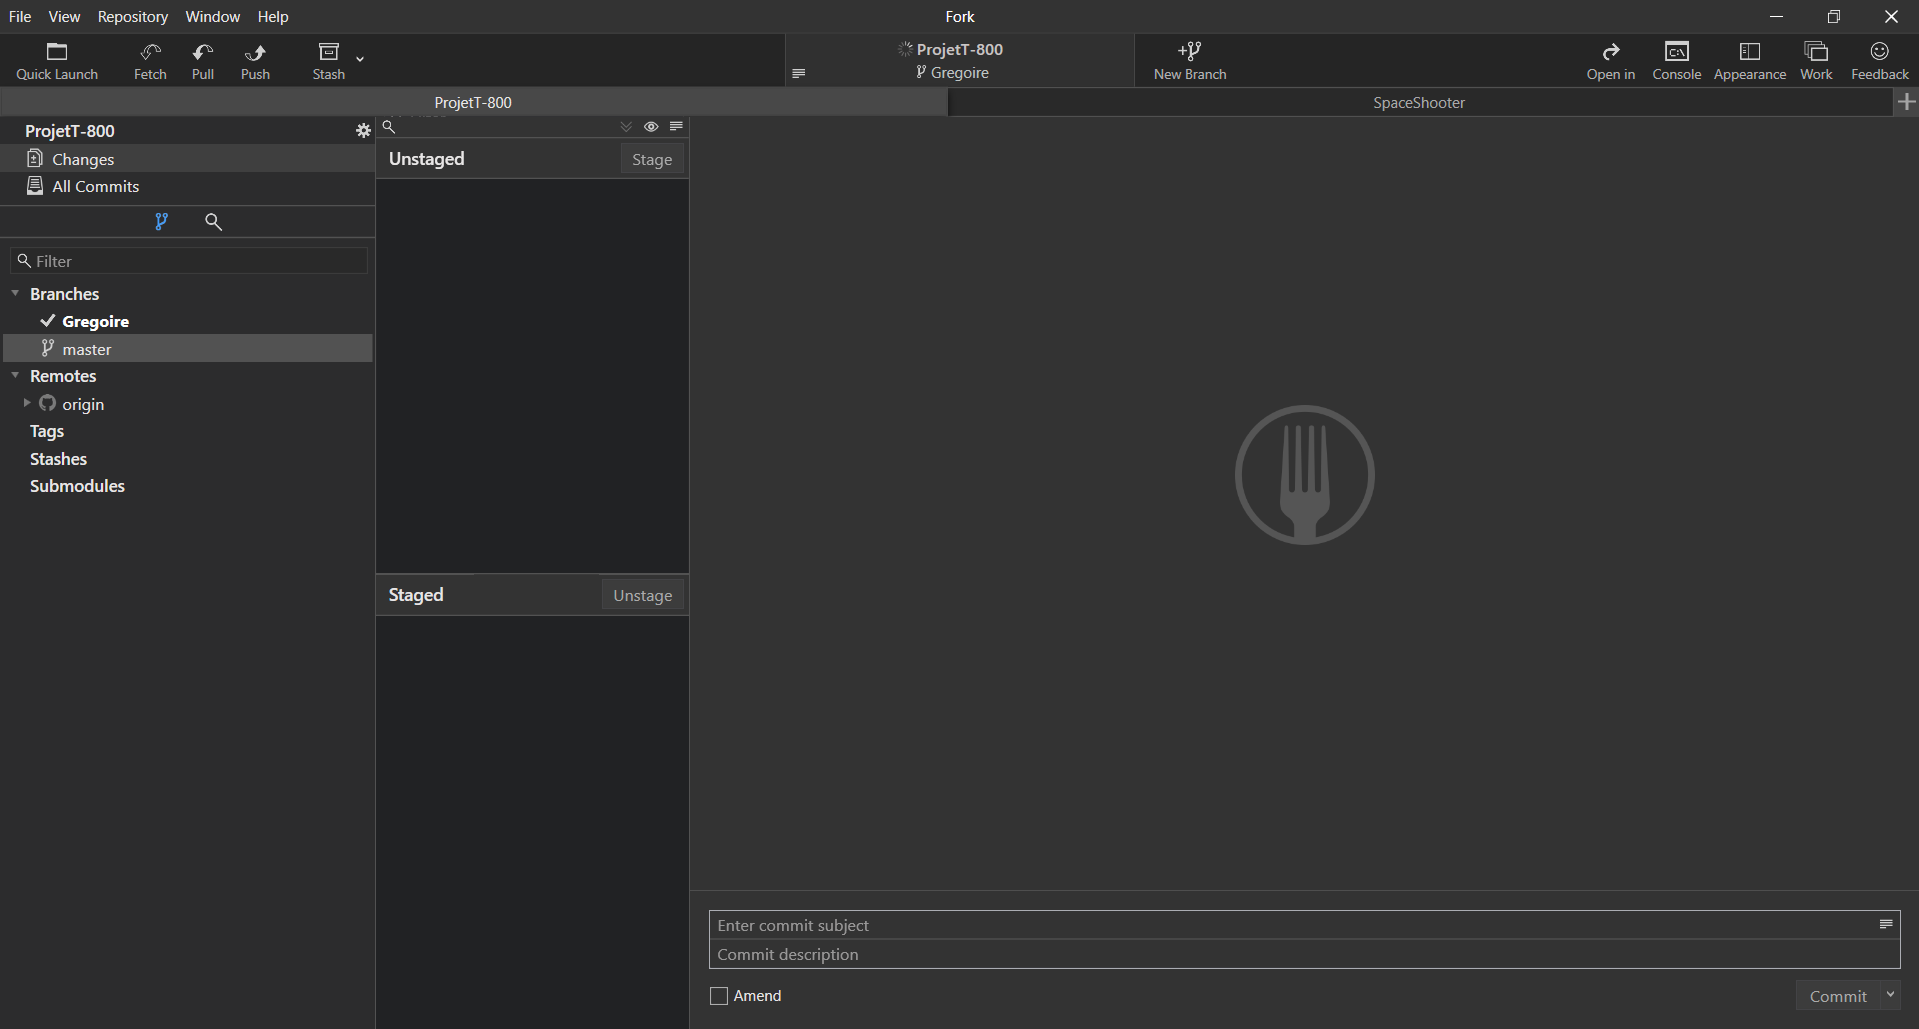 File View Repository Window Help
Fork
Quick Launch Fetch Pull Push Stash
ProjetT-800
Gregoire
New Branch
Open in Console Appearance Work Feedback
ProjetT-800
SpaceShooter
ProjetT-800
Changes
All Commits
Filter
Branches
Gregoire
master
Remotes
origin
Tags
Stashes
Submodules
Unstaged Stage
Staged Unstage
Enter commit subject
Commit description
Amend
Commit